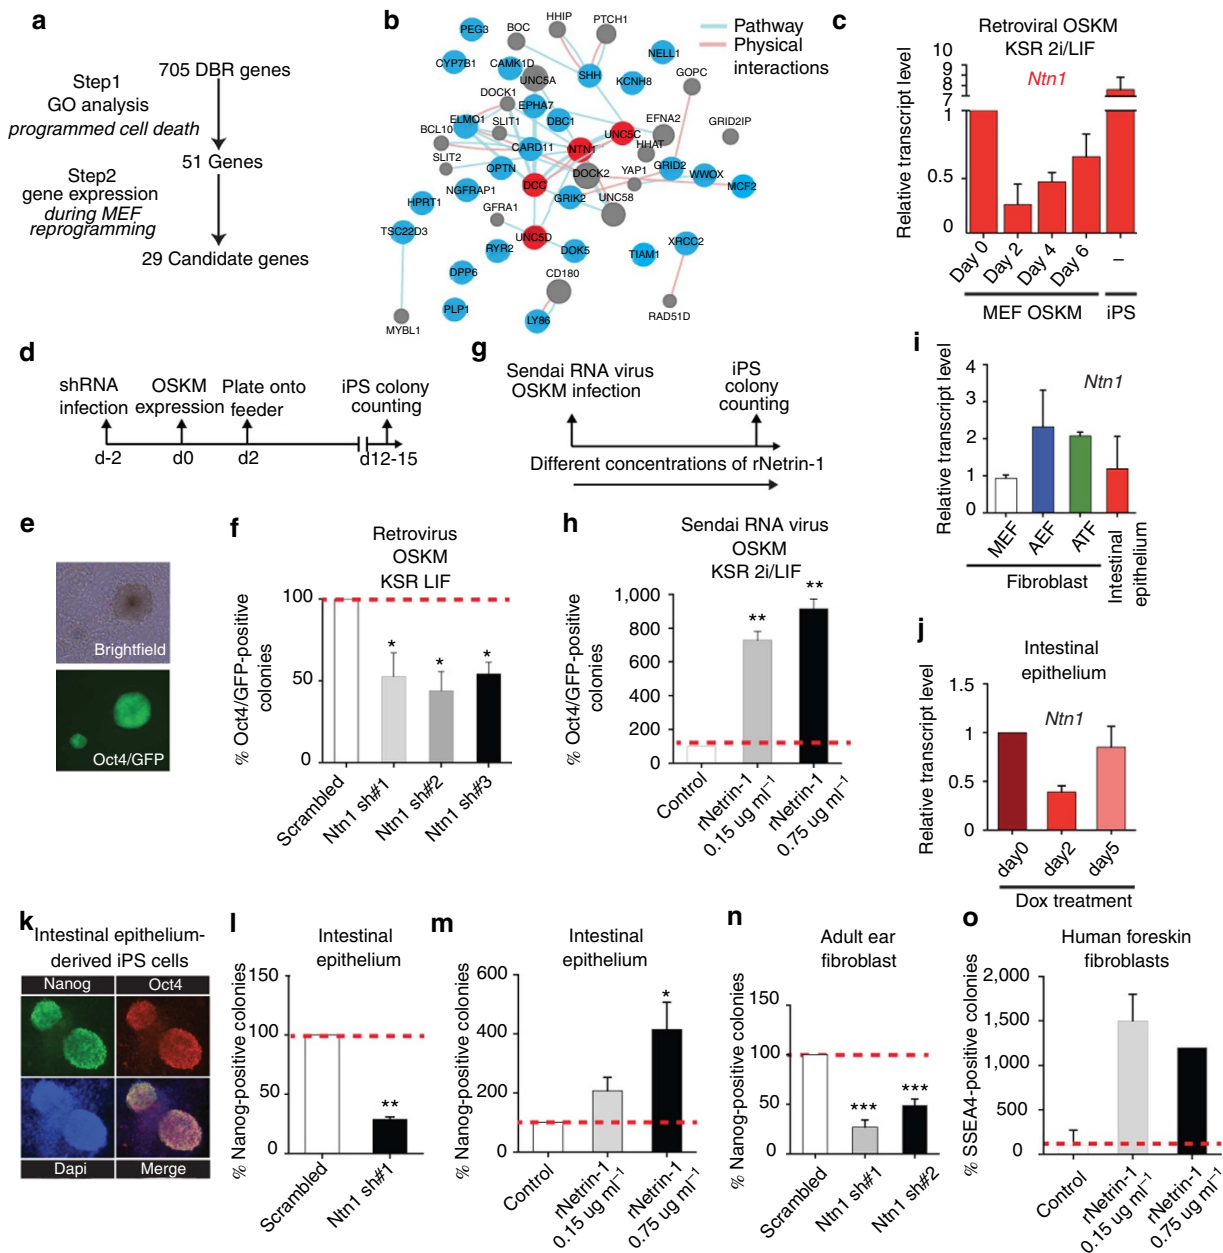 a
705 DBR genes
Step1
GO analysis
programmed cell death
51 Genes
Step2
gene expression
during MEF
reprogramming
29 Candidate genes
b
Pathway
Physical
interactions
PEG3
BOC
HHIP
PTCH1
CYP7B1
CAMK1D
UNC5A
SHH
KCNH8
NELL1
GOPC
DOCK1
EPHA7
ELMO1
SLIT1
DBC1
UNC5C
EFNA2
GRID2IP
BCL10
CARD11
NTN1
HHAT
SLIT2
OPTN
DOCK2
YAP1
GRID2
WWOX
MCF2
NGFRAP1
DCC
GRIK2
UNC58
HPRT1
GFRA1
TSC22D3
UNC5D
RYR2
DOK5
TIAM1
XRCC2
DPP6
CD180
PLP1
LY86
RAD51D
MYBL1
c
Retroviral OSKM
KSR 2i/LIF
Ntn1
Relative transcript level
10
9
8
7
1
0.5
0
Day 0
Day 2
Day 4
Day 6
–
MEF OSKM
iPS
d
shRNA
infection
OSKM
expression
Plate onto
feeder
iPS colony
counting
d-2
d0
d2
d12-15
e
Brightfield
Oct4/GFP
f
Retrovirus
OSKM
KSR LIF
% Oct4/GFP-positive
colonies
100
50
0
*
*
*
Scrambled
Ntn1 sh#1
Ntn1 sh#2
Ntn1 sh#3
g
Sendai RNA virus
OSKM infection
iPS
colony
counting
Different concentrations of rNetrin-1
h
Sendai RNA virus
OSKM
KSR 2i/LIF
% Oct4/GFP-positive
colonies
1,000
800
600
400
200
0
**
**
Control
rNetrin-1
0.15 ug ml⁻¹
rNetrin-1
0.75 ug ml⁻¹
i
Ntn1
Relative transcript level
4
3
2
1
0
MEF
AEF
ATF
Intestinal
epithelium
Fibroblast
j
Intestinal
epithelium
Ntn1
Relative transcript level
1.5
1
0.5
0
day0
day2
day5
Dox treatment
k
Intestinal epithelium-
derived iPS cells
Nanog
Oct4
Dapi
Merge
l
Intestinal
epithelium
% Nanog-positive colonies
150
100
50
0
**
Scrambled
Ntn1 sh#1
m
Intestinal
epithelium
% Nanog-positive colonies
600
400
200
0
*
Control
rNetrin-1
0.15 ug ml⁻¹
rNetrin-1
0.75 ug ml⁻¹
n
Adult ear
fibroblast
% Nanog-positive colonies
150
100
50
0
***
***
Scrambled
Ntn1 sh#1
Ntn1 sh#2
o
Human foreskin
fibroblasts
% SSEA4-positive colonies
2,000
1,500
1,000
500
0
Control
rNetrin-1
0.15 ug ml⁻¹
rNetrin-1
0.75 ug ml⁻¹